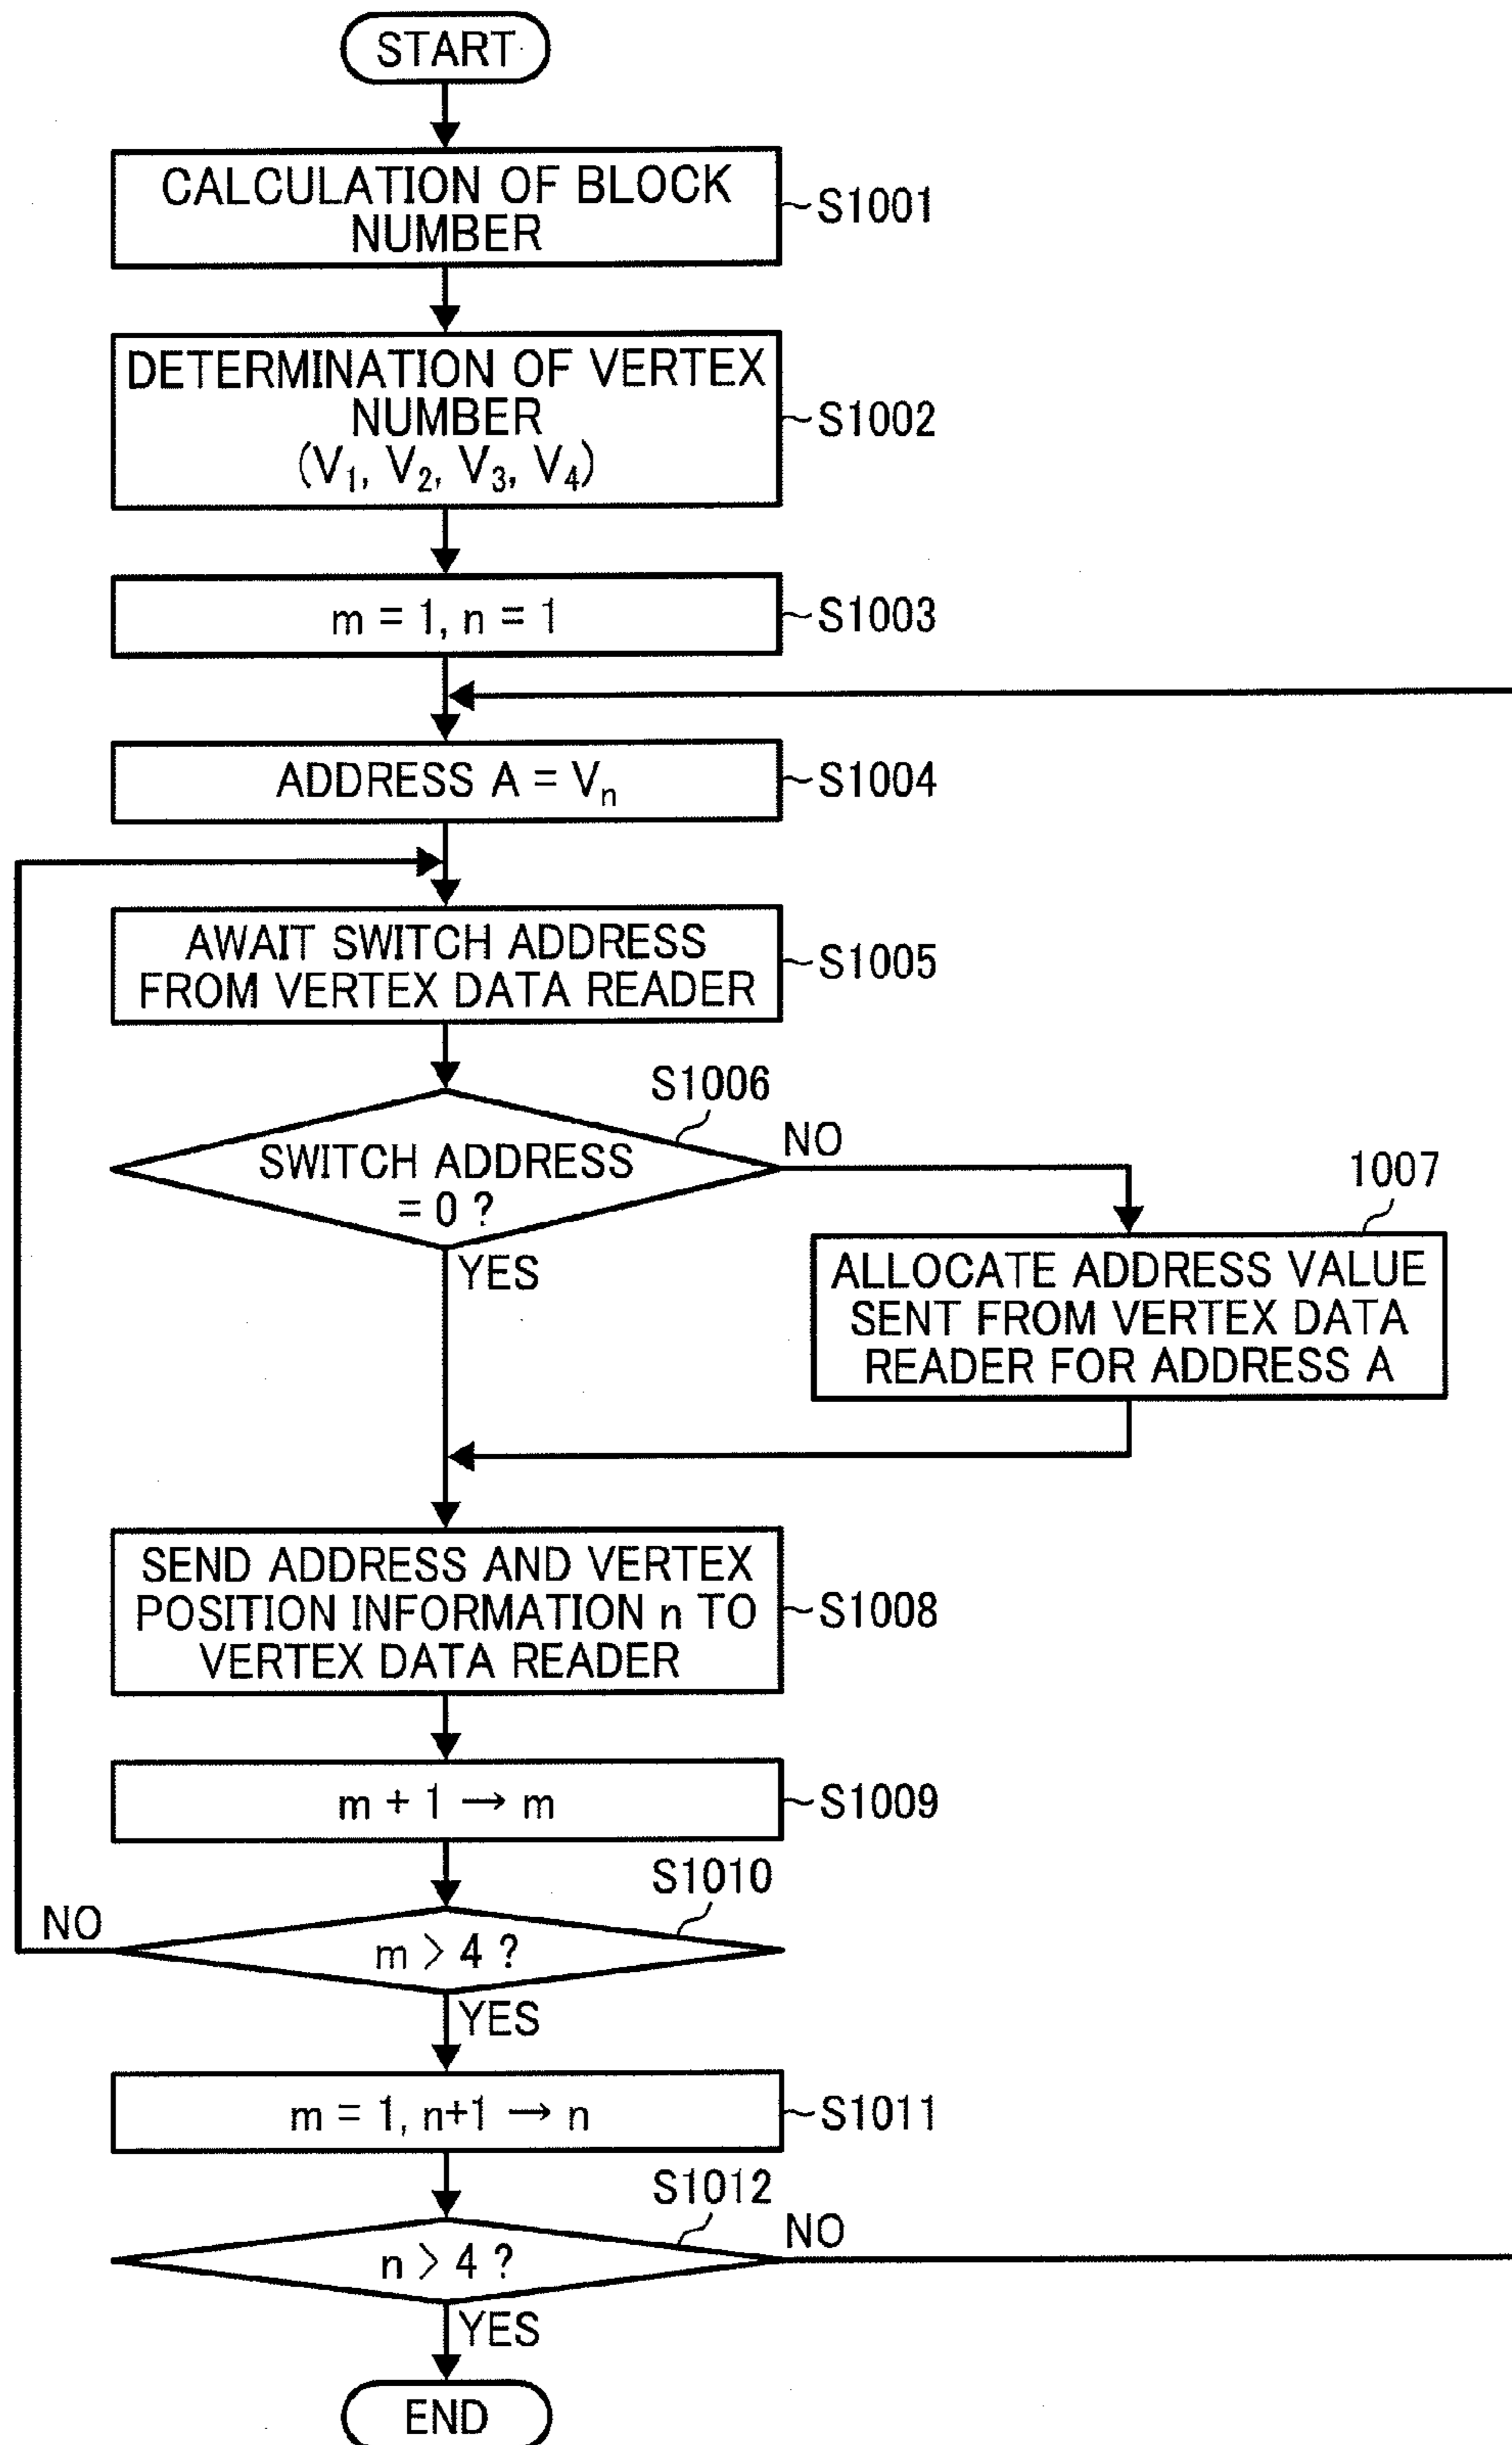 START
CALCULATION OF BLOCK
NUMBER
S1001
DETERMINATION OF VERTEX
NUMBER
(V₁, V₂, V₃, V₄)
S1002
m = 1, n = 1
S1003
ADDRESS A = Vₙ
S1004
AWAIT SWITCH ADDRESS
FROM VERTEX DATA READER
S1005
S1006
SWITCH ADDRESS
= 0 ?
NO
YES
1007
ALLOCATE ADDRESS VALUE
SENT FROM VERTEX DATA
READER FOR ADDRESS A
SEND ADDRESS AND VERTEX
POSITION INFORMATION n TO
VERTEX DATA READER
S1008
m + 1 → m
S1009
S1010
NO
m > 4 ?
YES
m = 1, n+1 → n
S1011
S1012
n > 4 ?
NO
YES
END